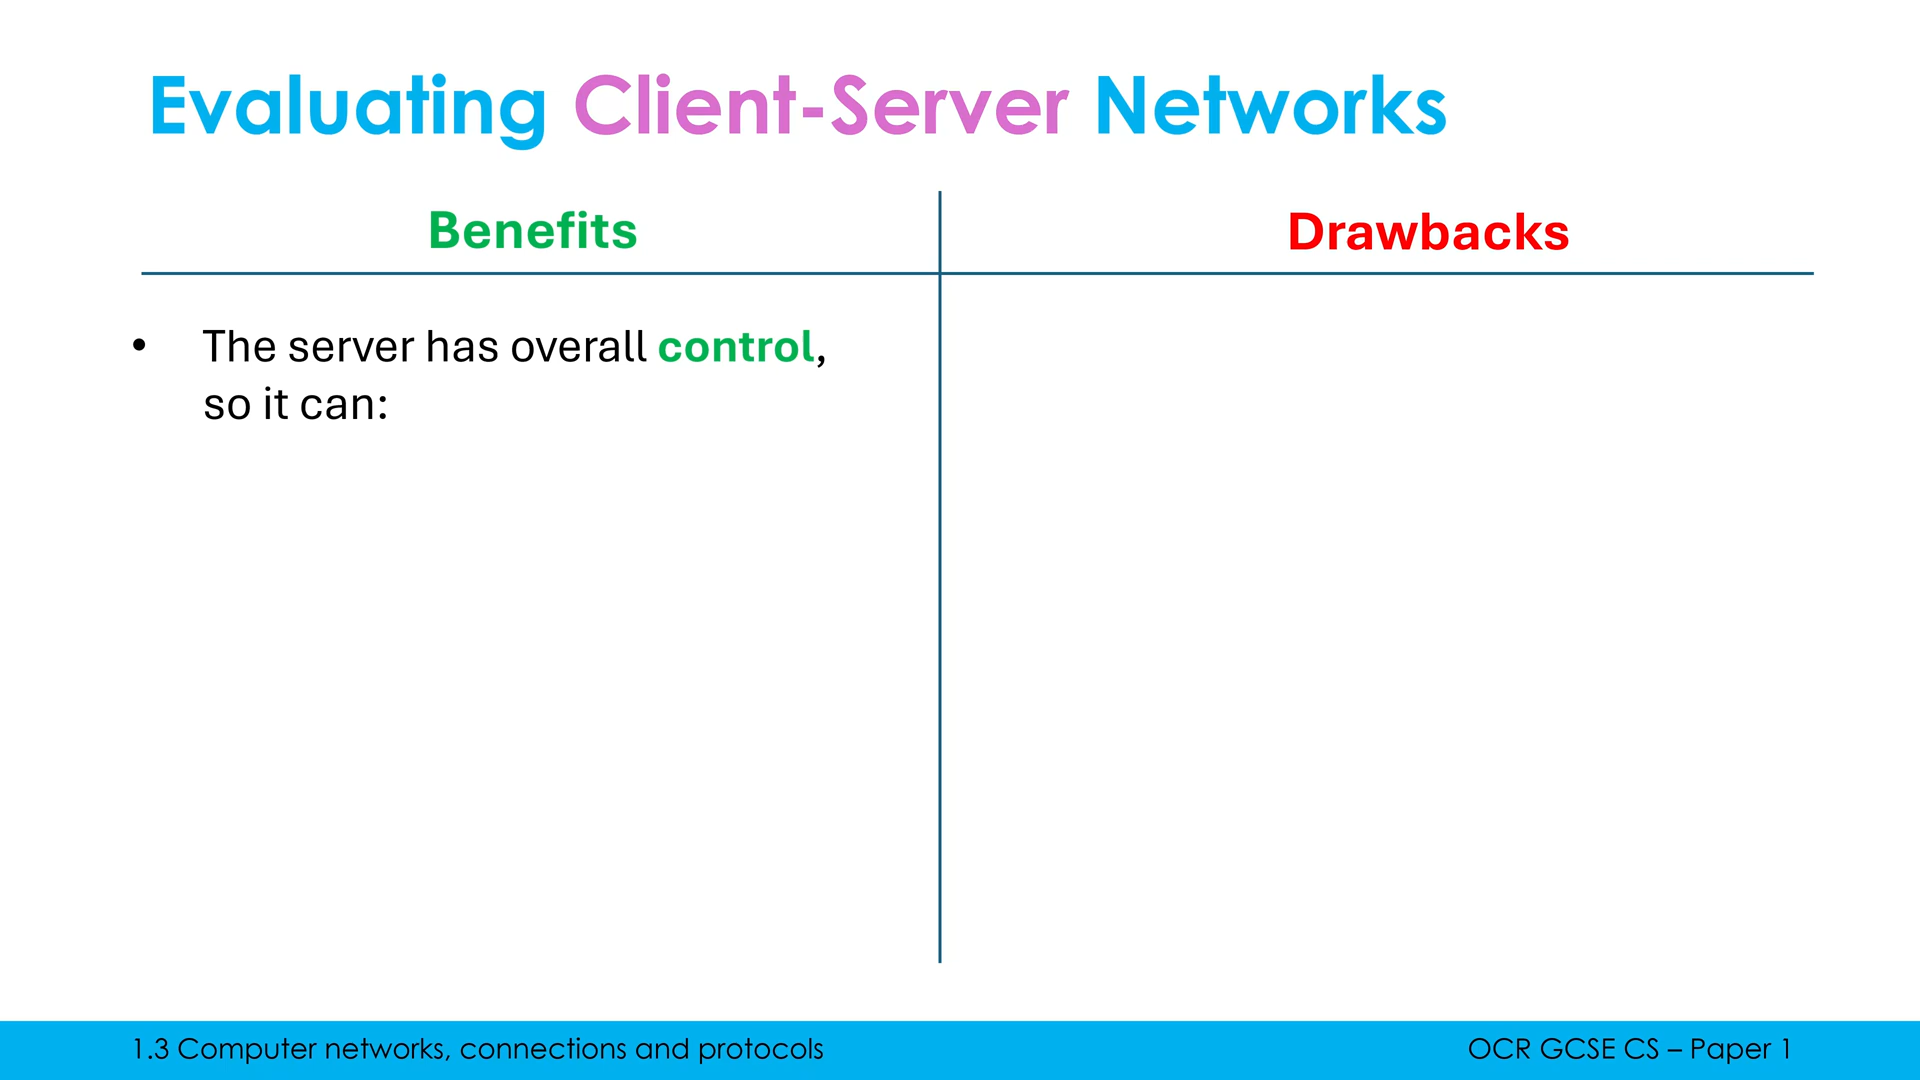 Evaluating Client-Server Networks
Benefits
Drawbacks
• The server has overall control,
so it can:
1.3 Computer networks, connections and protocols
OCR GCSE CS – Paper 1